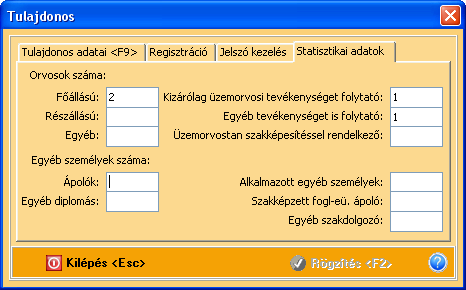 Tulajdonos
Tulajdonos adatai <F9> Regisztráció Jelszó kezelés Statisztikai adatok
Orvosok száma:
Főállású: 2 Kizárólag üzemorvosi tevékenységet folytató: 1
Részállású: Egyéb tevékenységet is folytató: 1
Egyéb: Üzemorvostan szakképesítéssel rendelkező:
Egyéb személyek száma:
Ápolók: Alkalmazott egyéb személyek:
Egyéb diplomás: Szakképzett fogl-eü. ápoló:
Egyéb szakdolgozó:
Kilépés <Esc> Rögzítés <F2> ?